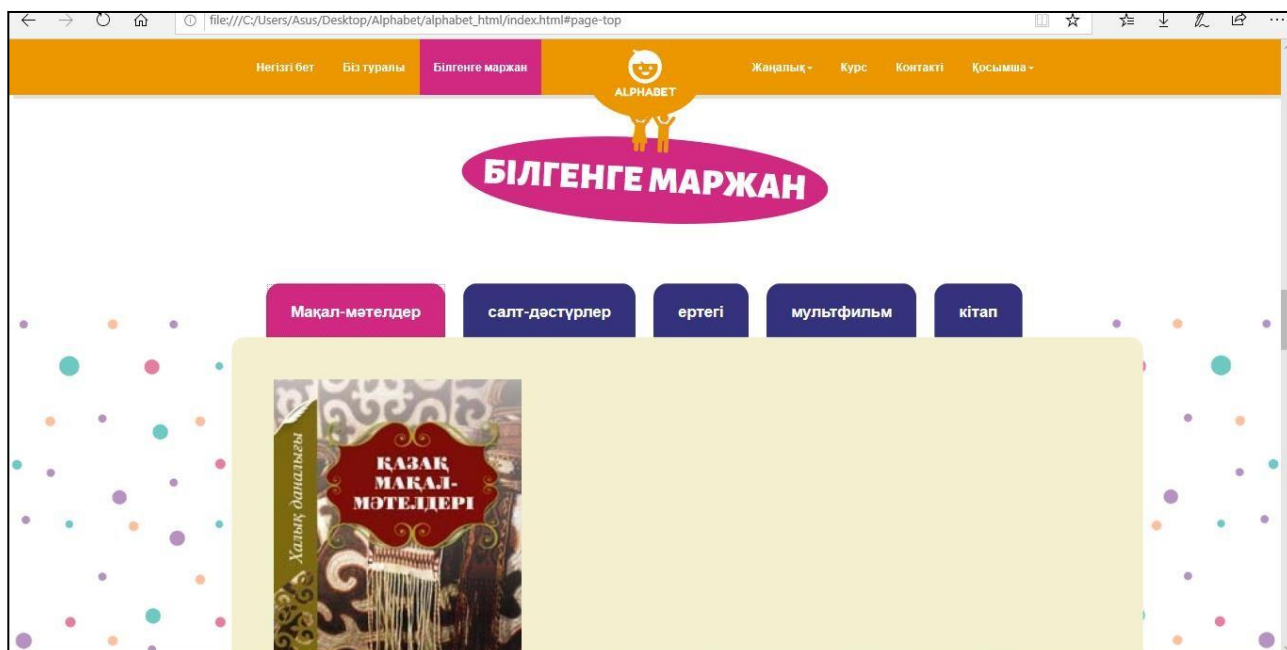 file:///C:/Users/Asus/Desktop/Alphabet/alphabet_html/index.html#page-top
Негізгі бет Біз туралы Білгенге маржан ALPHABET Жаңалық Курс Контакті Қосымша
БІЛГЕНГЕ МАРЖАН
Мақал-мәтелдер салт-дәстүрлер ертегі мультфильм кітап
Халық даналығы
ҚАЗАҚ
МАҚАЛ-
МӘТЕЛДЕРІ